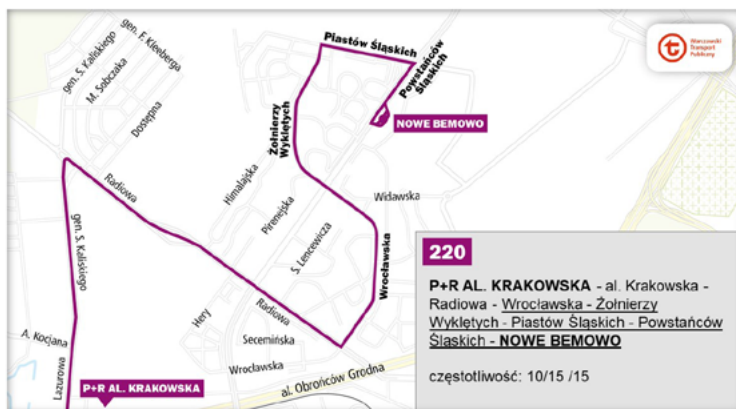 gen. F. Kleeberga
gen. S. Kaliskiego
M. Sobczaka
Dostępna
Piastów Śląskich
Powstańców
Śląskich
Warszawski
Transport
Publiczny
NOWE BEMOWO
Żołnierzy
Wyklętych
Radiowa
Himalajska
Pirenejska
Widawska
gen. S. Kaliskiego
S. Lencewicza
Wrocławska
Radiowa
Hery
Secemińska
A. Kocjana
Lazurowa
Wrocławska
P+R AL. KRAKOWSKA
al. Obrońców Grodna
220
P+R AL. KRAKOWSKA - al. Krakowska -
Radiowa - Wrocławska - Żołnierzy
Wyklętych - Piastów Śląskich - Powstańców
Śląskich - NOWE BEMOWO
częstotliwość: 10/15 /15